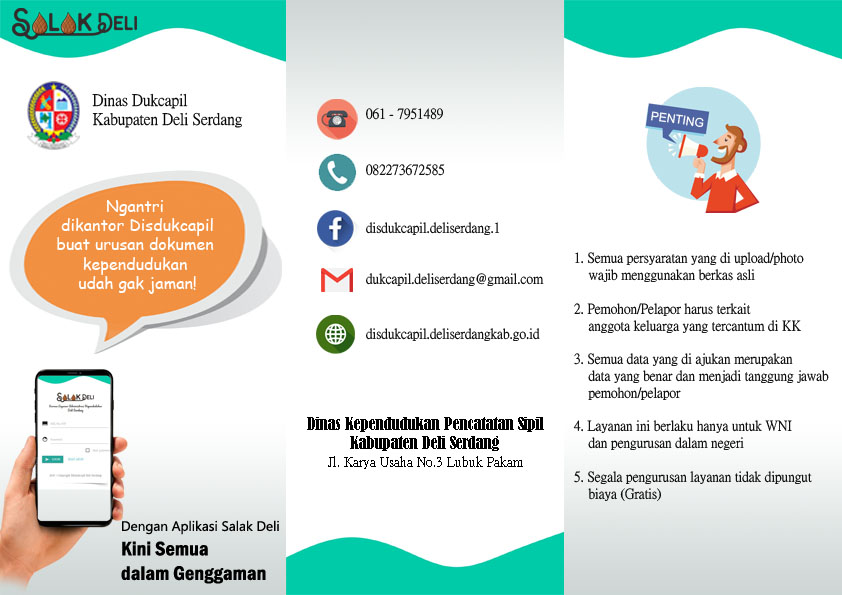 SALAK DELI
Dinas Dukcapil
Kabupaten Deli Serdang
Ngantri
dikantor Disdukcapil
buat urusan dokumen
kependudukan
udah gak jaman!
SALAK DELI
Dengan Aplikasi Salak Deli
Kini Semua
dalam Genggaman
061 - 7951489
082273672585
disdukcapil.deliserdang.1
dukcapil.deliserdang@gmail.com
disdukcapil.deliserdangkab.go.id
Dinas Kependudukan Pencatatan Sipil
Kabupaten Deli Serdang
Jl. Karya Usaha No.3 Lubuk Pakam
PENTING
1. Semua persyaratan yang di upload/photo
wajib menggunakan berkas asli
2. Pemohon/Pelapor harus terkait
anggota keluarga yang tercantum di KK
3. Semua data yang di ajukan merupakan
data yang benar dan menjadi tanggung jawab
pemohon/pelapor
4. Layanan ini berlaku hanya untuk WNI
dan pengurusan dalam negeri
5. Segala pengurusan layanan tidak dipungut
biaya (Gratis)